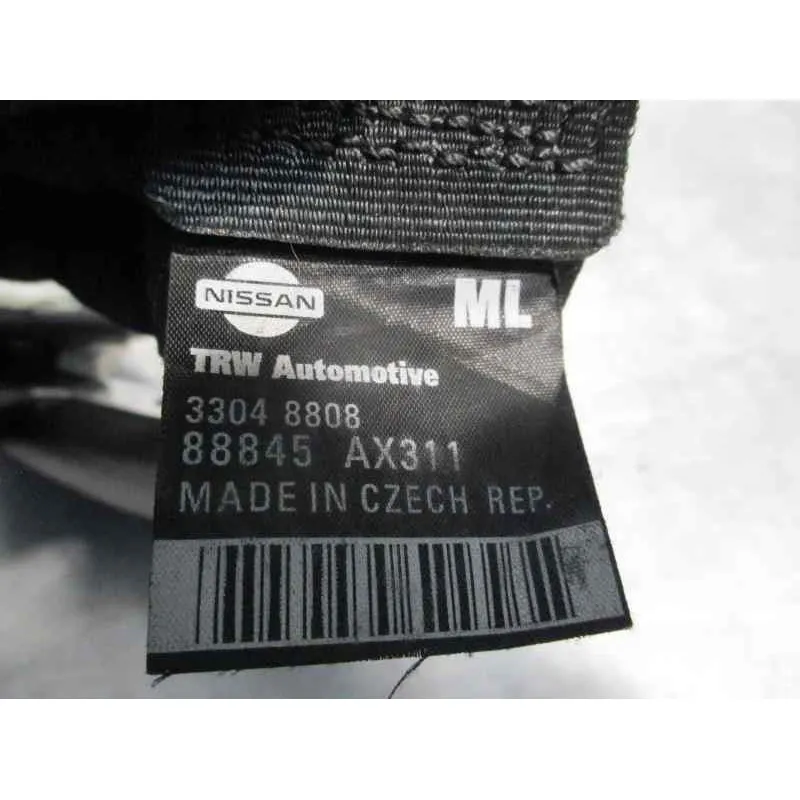 NISSAN ML
TRW Automotive
3304 8808
88845 AX311
MADE IN CZECH REP.